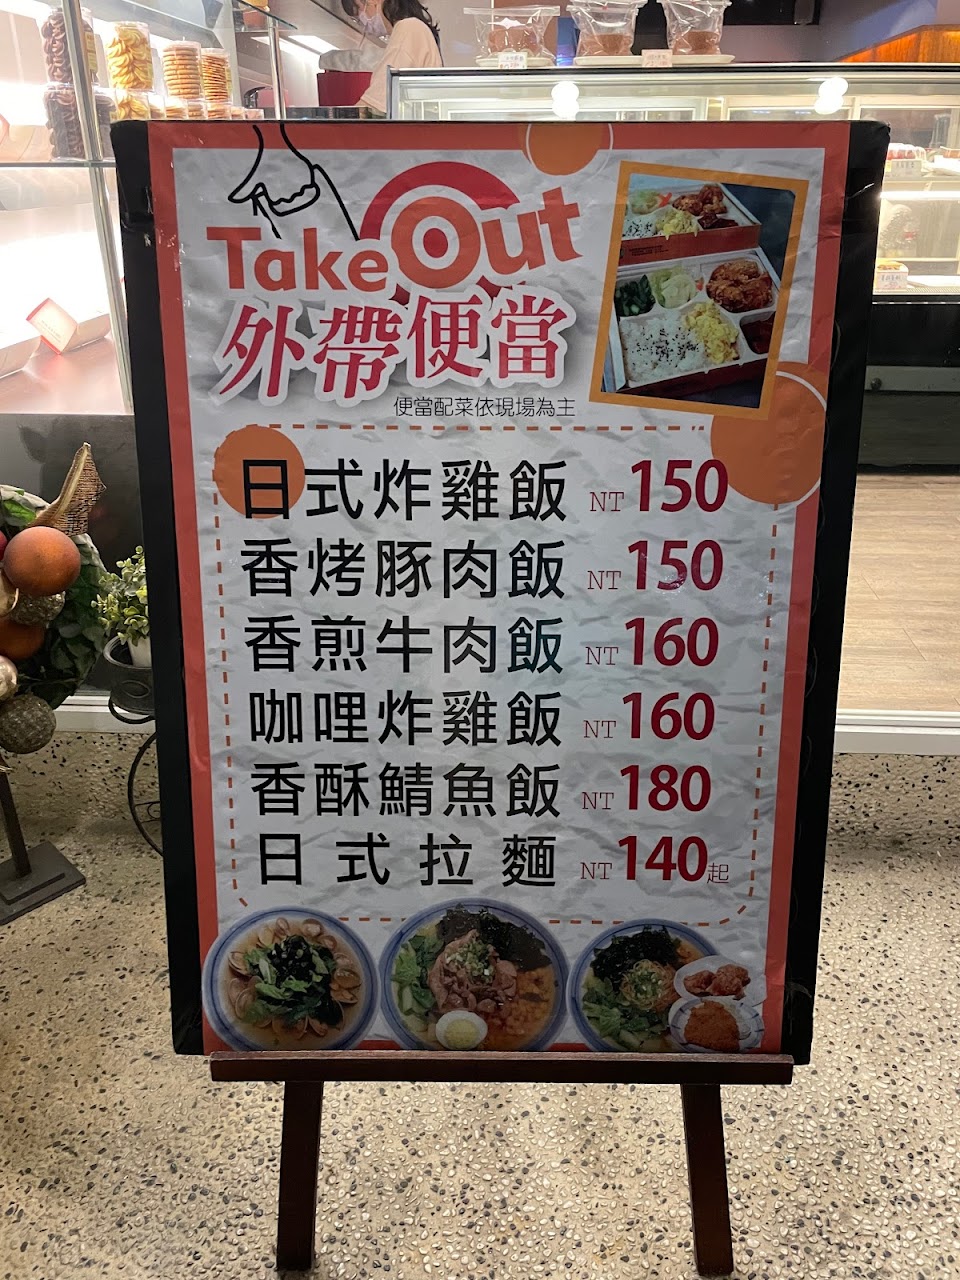 Take Out
外帶便當
便當配菜依現場為主
日式炸雞飯 NT 150
香烤豚肉飯 NT 150
香煎牛肉飯 NT 160
咖哩炸雞飯 NT 160
香酥鯖魚飯 NT 180
日式拉麵 NT 140起